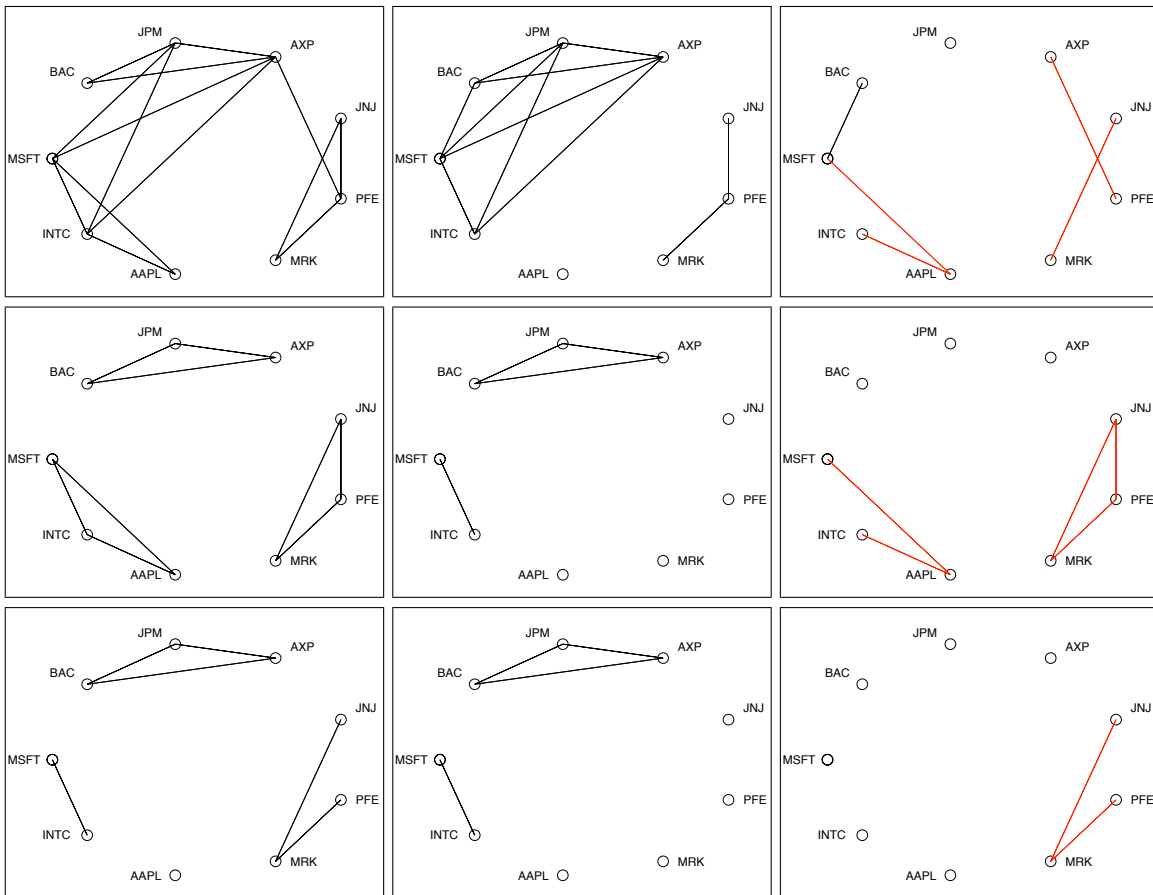 JPM
AXP
BAC
JNJ
MSFT
PFE
INTC
MRK
AAPL
JPM
AXP
BAC
JNJ
MSFT
PFE
INTC
MRK
AAPL
JPM
AXP
BAC
JNJ
MSFT
PFE
INTC
MRK
AAPL
JPM
AXP
BAC
JNJ
MSFT
PFE
INTC
MRK
AAPL
JPM
AXP
BAC
JNJ
MSFT
PFE
INTC
MRK
AAPL
JPM
AXP
BAC
JNJ
MSFT
PFE
INTC
MRK
AAPL
JPM
AXP
BAC
JNJ
MSFT
PFE
INTC
MRK
AAPL
JPM
AXP
BAC
JNJ
MSFT
PFE
INTC
MRK
AAPL
JPM
AXP
BAC
JNJ
MSFT
PFE
INTC
MRK
AAPL